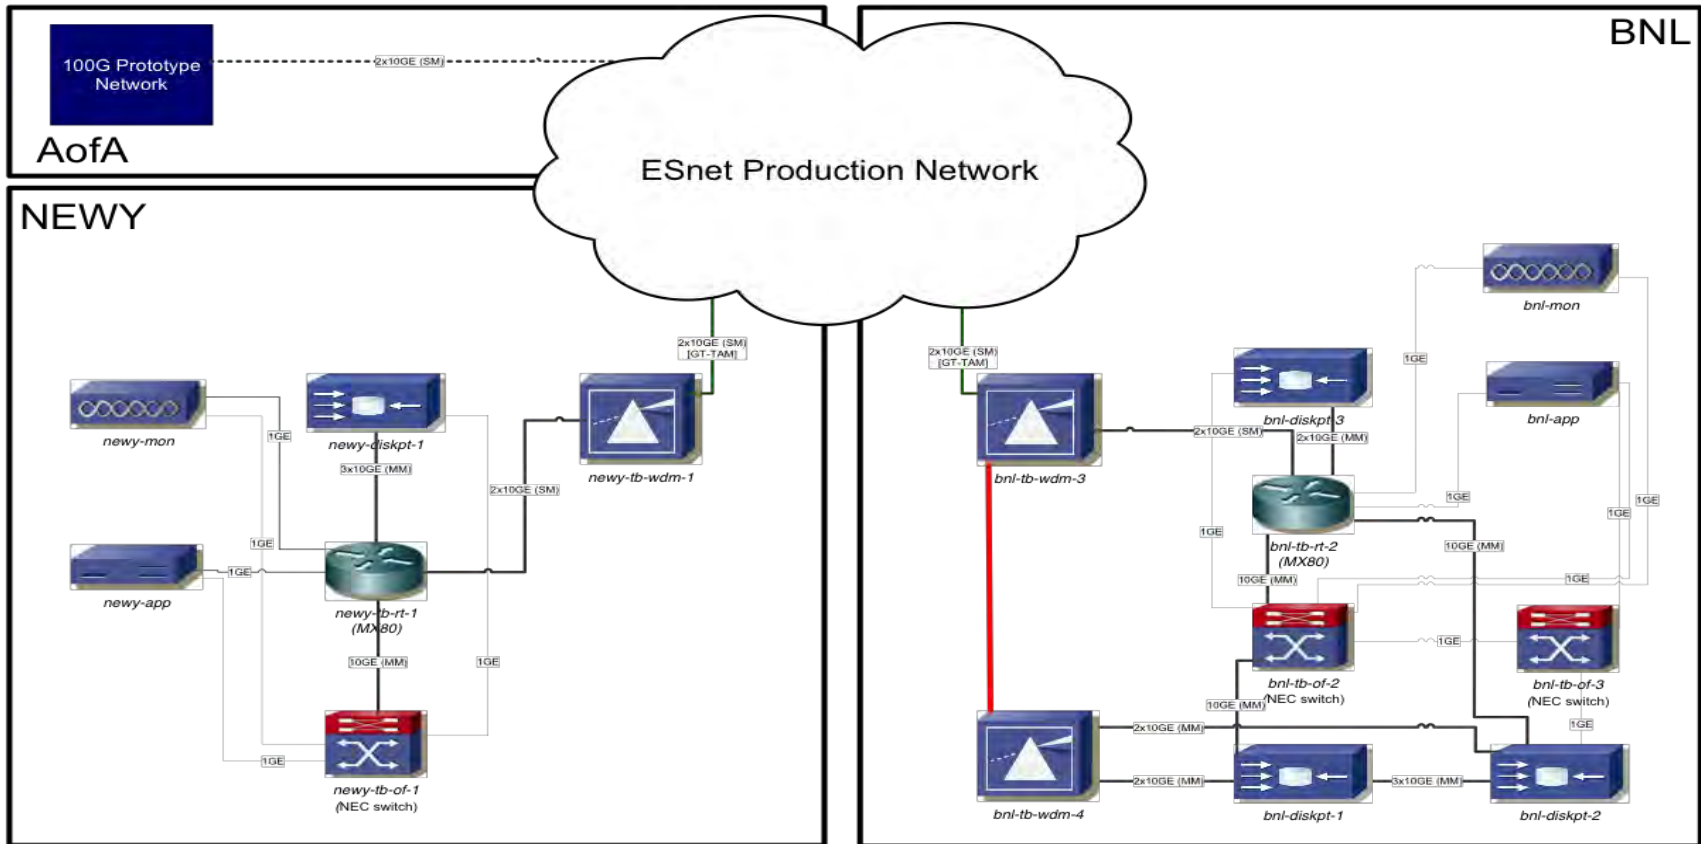 BNL
100G Prototype
Network
2x10GE (SM)
AofA
ESnet Production Network
NEWY
2x10GE (SM)
[GT-TAM]
newy-mon
1GE
newy-diskpt-1
3x10GE (MM)
newy-tb-wdm-1
2x10GE (SM)
1GE
1GE
newy-app
newy-tb-rt-1
(MX80)
10GE (MM)
1GE
1GE
newy-tb-of-1
(NEC switch)
bnl-mon
2x10GE (SM)
[GT-TAM]
1GE
bnl-app
bnl-diskpt-3
2x10GE (SM)
2x10GE (MM)
bnl-tb-wdm-3
1GE
1GE
1GE
1GE
bnl-tb-rt-2
(MX80)
10GE (MM)
10GE (MM)
1GE
1GE
bnl-tb-of-2
(NEC switch)
bnl-tb-of-3
(NEC switch)
10GE (MM)
2x10GE (MM)
1GE
2x10GE (MM)
3x10GE (MM)
bnl-tb-wdm-4
bnl-diskpt-1
bnl-diskpt-2